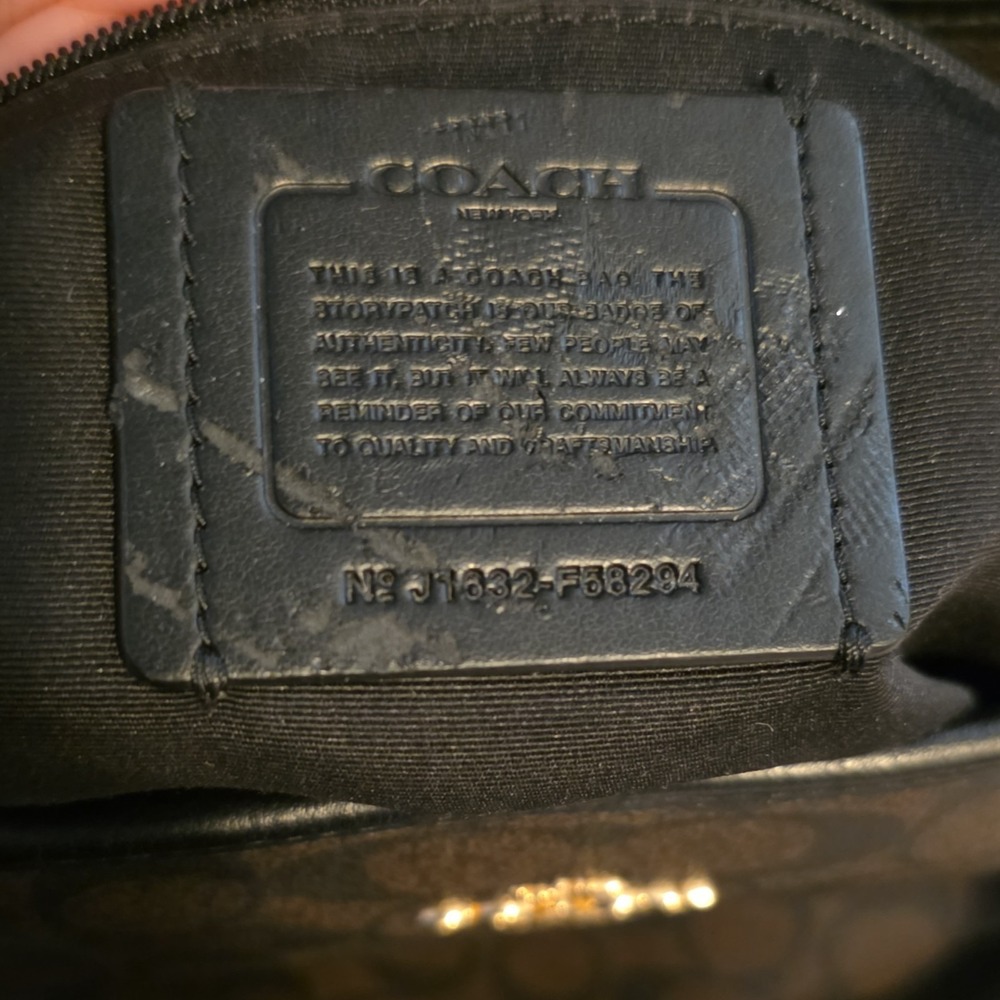 COACH
NEW YORK
THIS IS A COACH BAG. THE
STORYPATCH IS OUR BADGE OF
AUTHENTICITY. FEW PEOPLE MAY
SEE IT, BUT IT WILL ALWAYS BE A
REMINDER OF OUR COMMITMENT
TO QUALITY AND CRAFTSMANSHIP.
Nº J1632-F58294